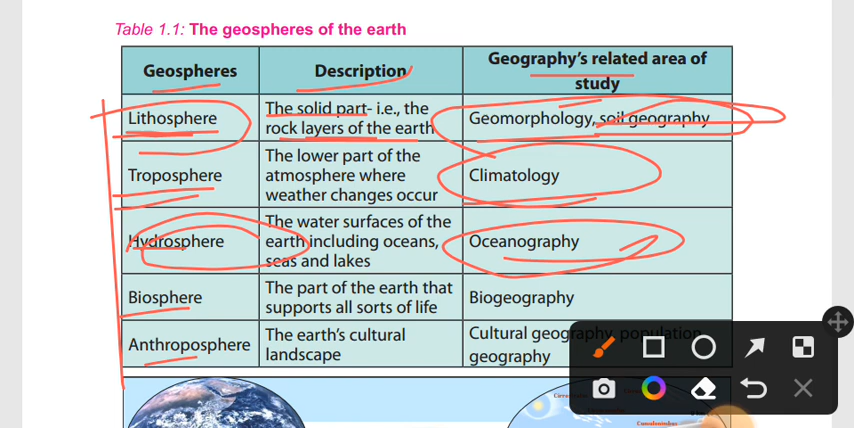 Table 1.1: The geospheres of the earth
Geospheres
Description
Geography's related area of
study
Lithosphere
The solid part- i.e., the
rock layers of the earth
Geomorphology, soil geography
Troposphere
The lower part of the
atmosphere where
weather changes occur
Climatology
Hydrosphere
The water surfaces of the
earth including oceans,
seas and lakes
Oceanography
Biosphere
The part of the earth that
supports all sorts of life
Biogeography
Anthroposphere
The earth's cultural
landscape
Cultural geography, population
geography